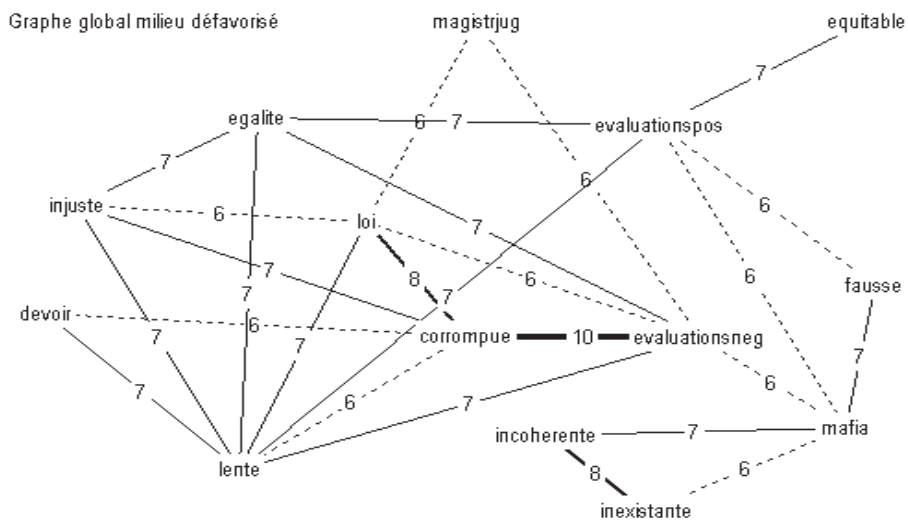 Graphe global milieu défavorisé
magistrjug
equitable
7
egalite
6
7
evaluationspos
7
6
injuste
6
loi
6
7
7
8
6
6
fausse
devoir
7
7
6
corrompue
10
evaluationsneg
7
7
7
6
7
6
7
incoherente
7
mafia
lente
8
6
inexistante